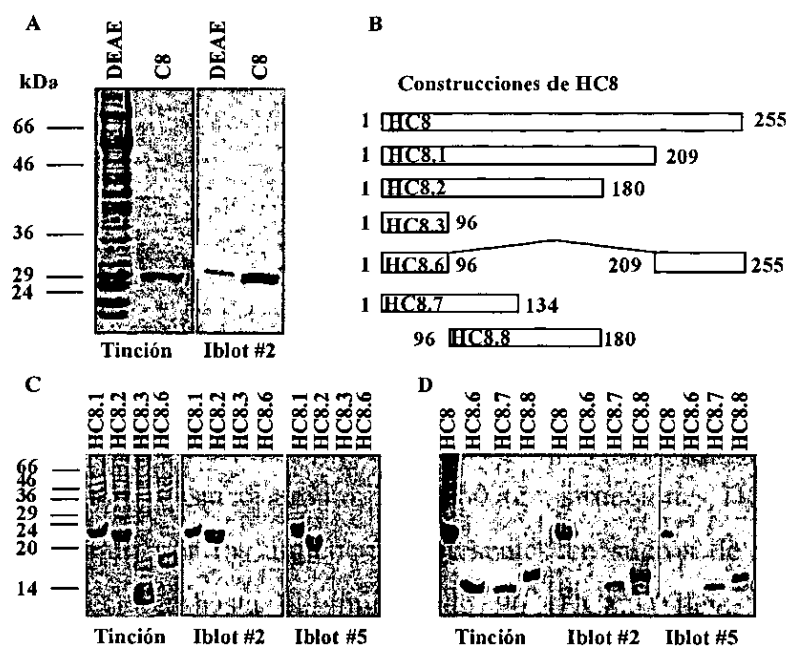 A
DEAE
C8
DEAE
C8
kDa
66
46
36
29
24
Tinción
Iblot #2
B
Construcciones de HC8
1 HC8 255
1 HC8.1 209
1 HC8.2 180
1 HC8.3 96
1 HC8.6 96 209 255
1 HC8.7 134
96 HC8.8 180
C
HC8.1
HC8.2
HC8.3
HC8.6
HC8.1
HC8.2
HC8.3
HC8.6
HC8.1
HC8.2
HC8.3
HC8.6
66
46
36
29
24
20
14
Tinción
Iblot #2
Iblot #5
D
HC8
HC8.6
HC8.7
HC8.8
HC8
HC8.6
HC8.7
HC8.8
HC8
HC8.6
HC8.7
HC8.8
Tinción
Iblot #2
Iblot #5